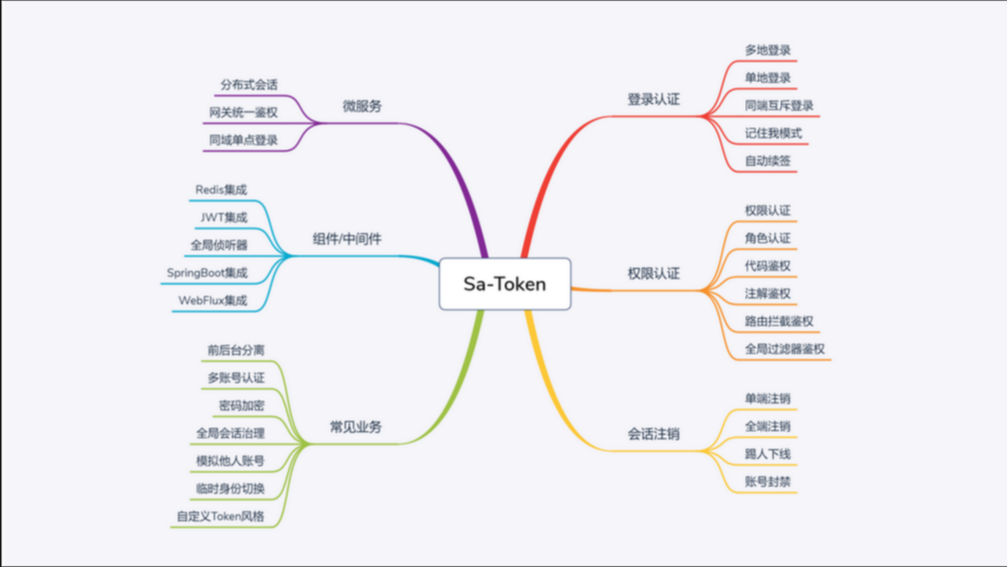 Sa-Token
登录认证
多地登录
单地登录
同端互斥登录
记住我模式
自动续签
权限认证
权限认证
角色认证
代码鉴权
注解鉴权
路由拦截鉴权
全局过滤器鉴权
会话注销
单端注销
全端注销
踢人下线
账号封禁
微服务
分布式会话
网关统一鉴权
同域单点登录
组件/中间件
Redis集成
JWT集成
全局侦听器
SpringBoot集成
WebFlux集成
常见业务
前后台分离
多账号认证
密码加密
全局会话治理
模拟他人账号
临时身份切换
自定义Token风格